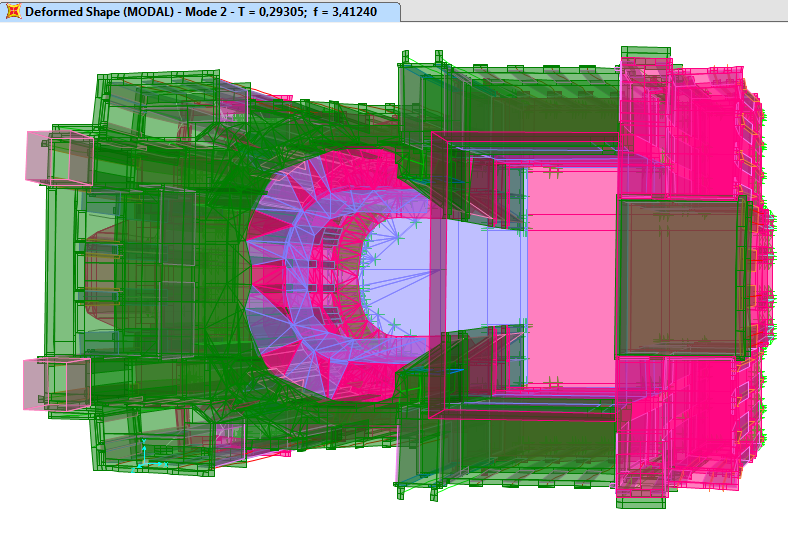 Deformed Shape (MODAL) - Mode 2 - T = 0,29305;  f = 3,41240